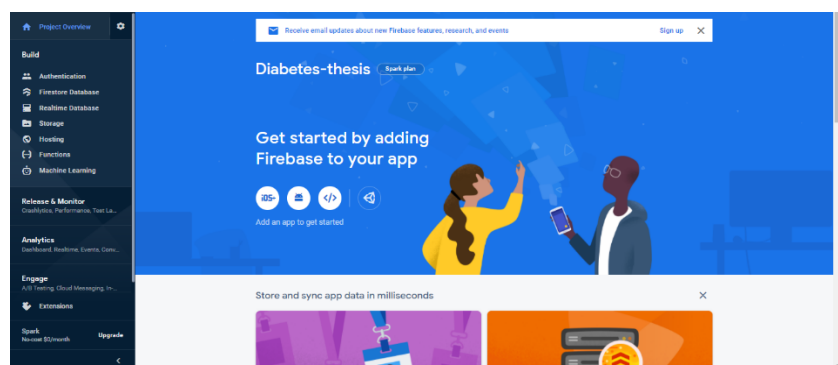 Project Overview
Build
Authentication
Firestore Database
Realtime Database
Storage
Hosting
Functions
Machine Learning
Release & Monitor
Crashlytics, Performance, Test La...
Analytics
Dashboard, Realtime, Events, Conv...
Engage
A/B Testing, Cloud Messaging, In-...
Extensions
Spark
No-cost $0/month
Upgrade
Receive email updates about new Firebase features, research, and events
Sign up
Diabetes-thesis
Spark plan
Get started by adding
Firebase to your app
iOS+
Add an app to get started
Store and sync app data in milliseconds